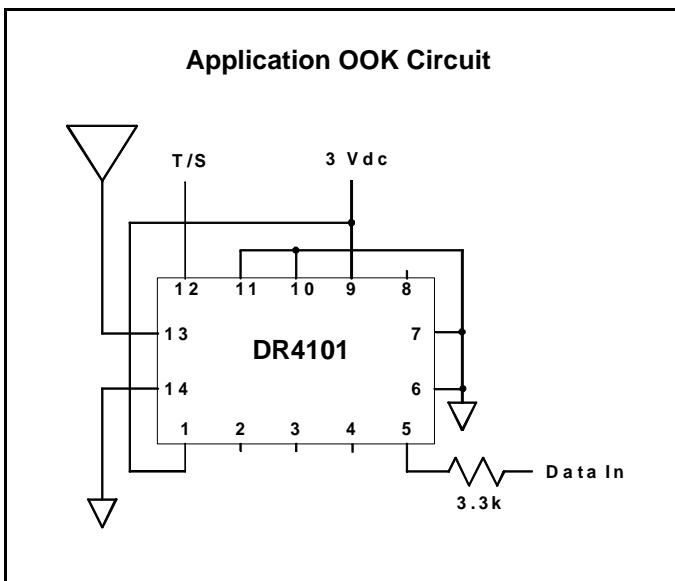 Application OOK Circuit
T/S 3 Vdc
12 11 10 9 8
13 7
DR4101
14 6
1 2 3 4 5
Data In
3.3k